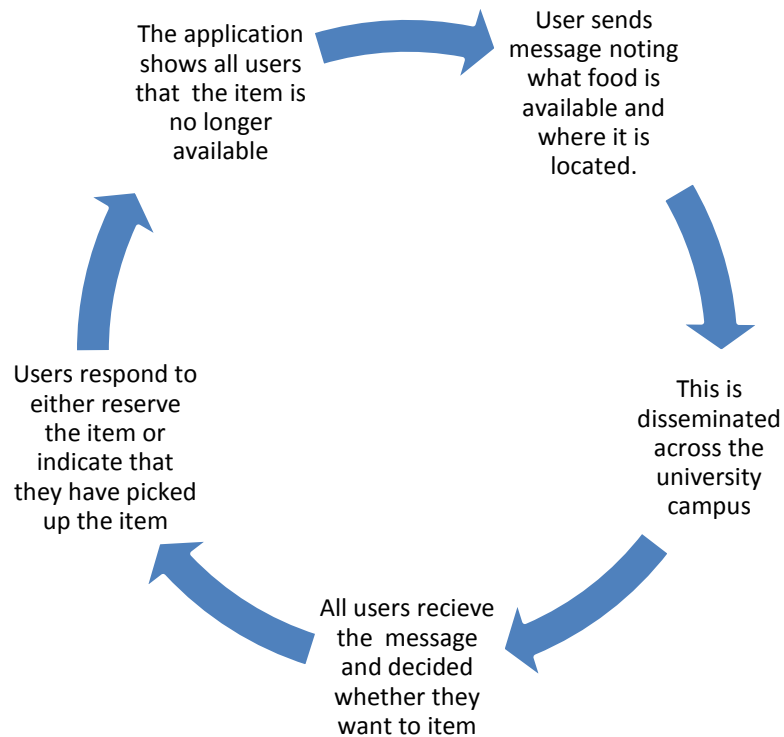 The application
shows all users
that the item is
no longer
available
User sends
message noting
what food is
available and
where it is
located.
This is
disseminated
across the
university
campus
All users recieve
the message
and decided
whether they
want to item
Users respond to
either reserve
the item or
indicate that
they have picked
up the item